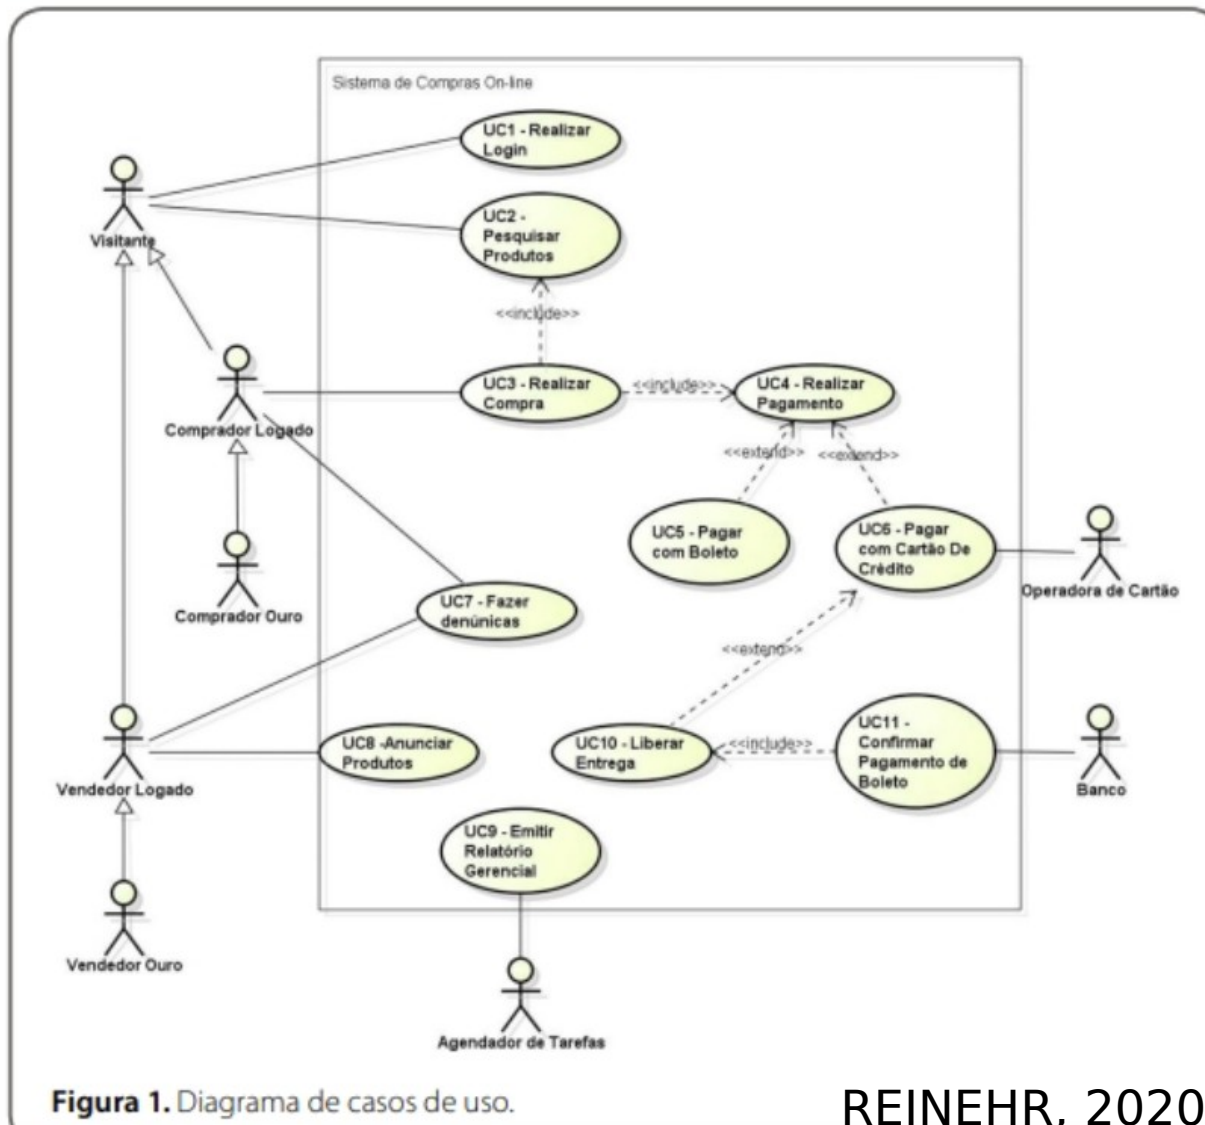 Sistema de Compras On-line
UC1 - Realizar
Login
UC2 -
Pesquisar
Produtos
Visitante
<<include>>
UC3 - Realizar
Compra
<<include>>
UC4 - Realizar
Pagamento
Comprador Logado
<<extend>>
<<extend>>
UC5 - Pagar
com Boleto
UC6 - Pagar
com Cartão De
Crédito
Operadora de Cartão
Comprador Ouro
UC7 - Fazer
denúnicas
<<extend>>
UC8 -Anunciar
Produtos
UC10 - Liberar
Entrega
<<include>>
UC11 -
Confirmar
Pagamento de
Boleto
Vendedor Logado
Banco
UC9 - Emitir
Relatório
Gerencial
Vendedor Ouro
Agendador de Tarefas
Figura 1. Diagrama de casos de uso.
REINEHR, 2020